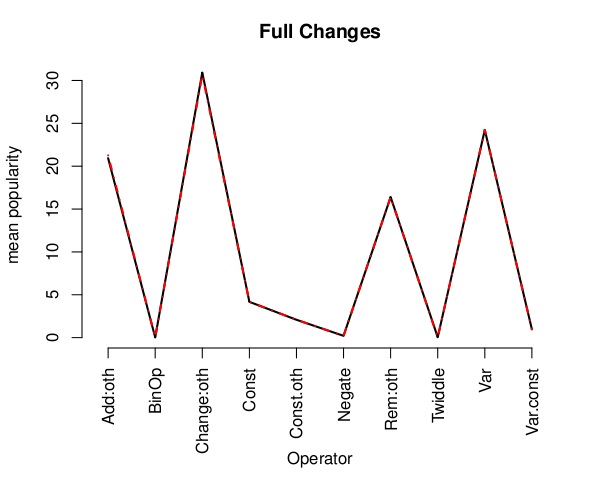 Full Changes
mean popularity
30
25
20
15
10
5
0
Add:oth
BinOp
Change:oth
Const
Const.oth
Negate
Rem:oth
Twiddle
Var
Var.const
Operator